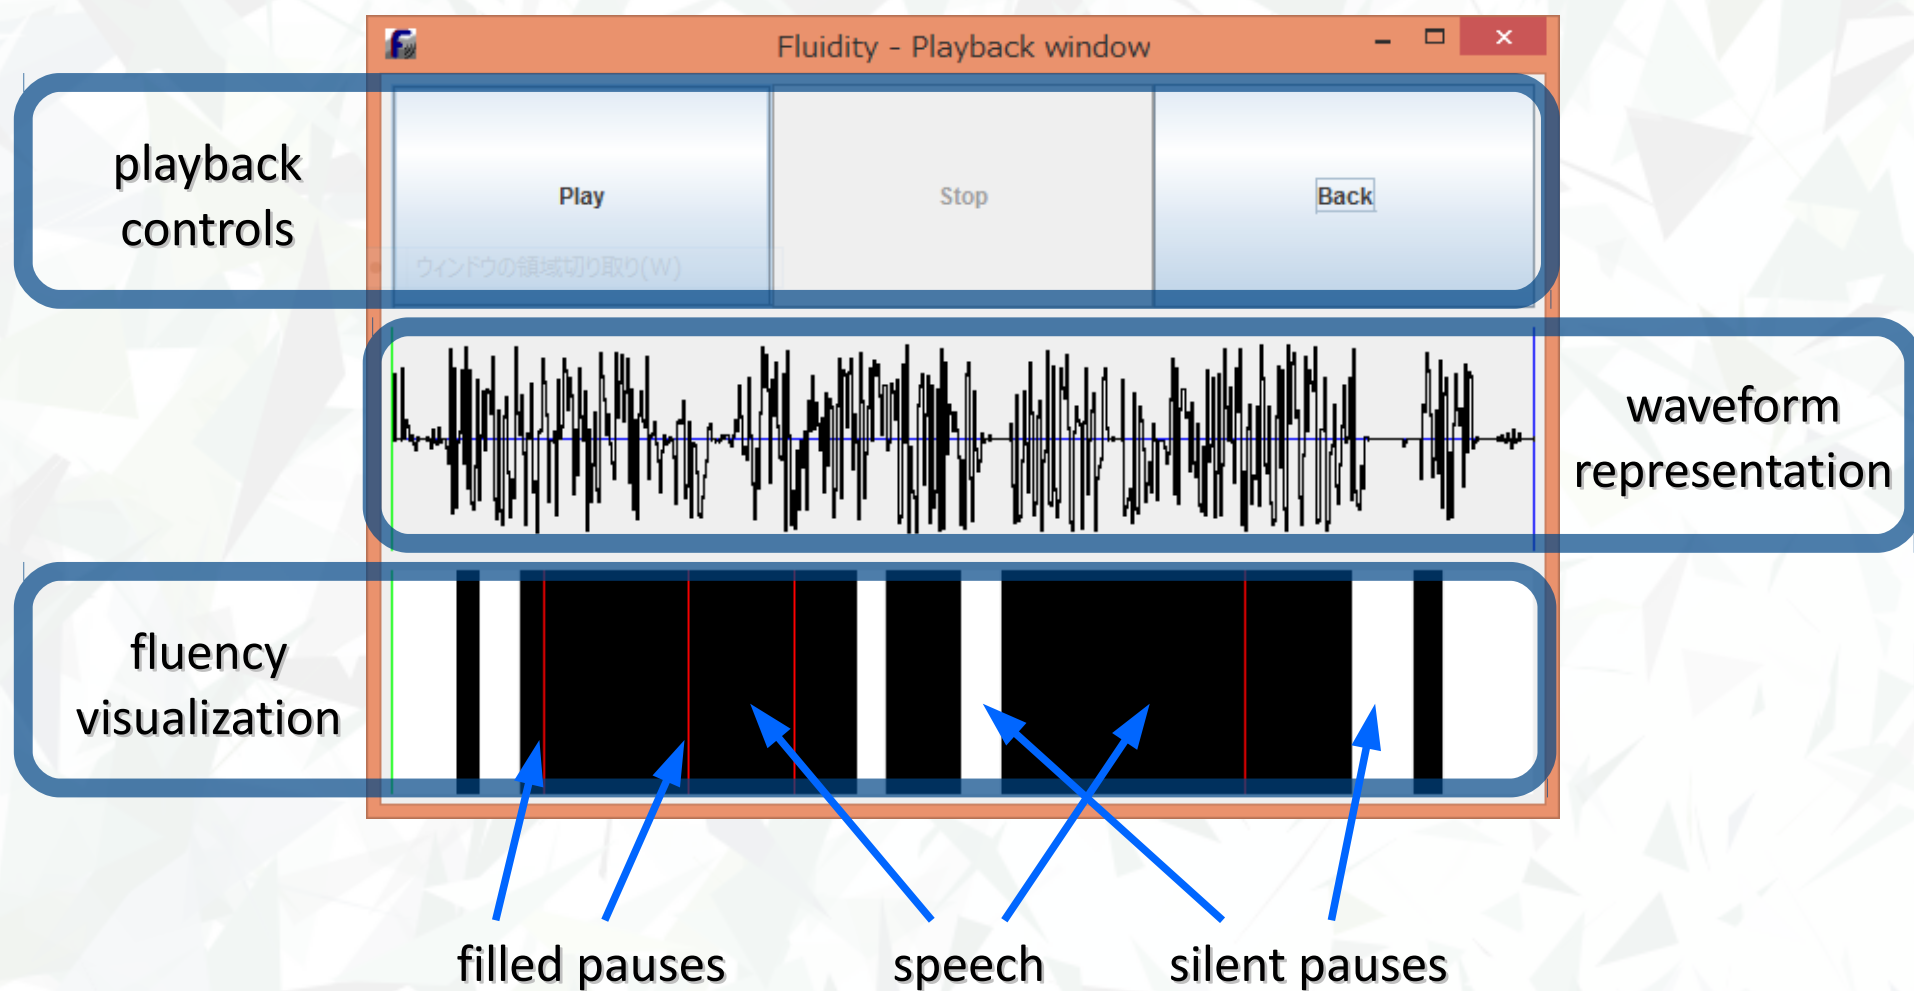 Fluidity - Playback window
playback
controls
Play
Stop
Back
ウィンドウの領域切り取り(W)
waveform
representation
fluency
visualization
filled pauses
speech
silent pauses